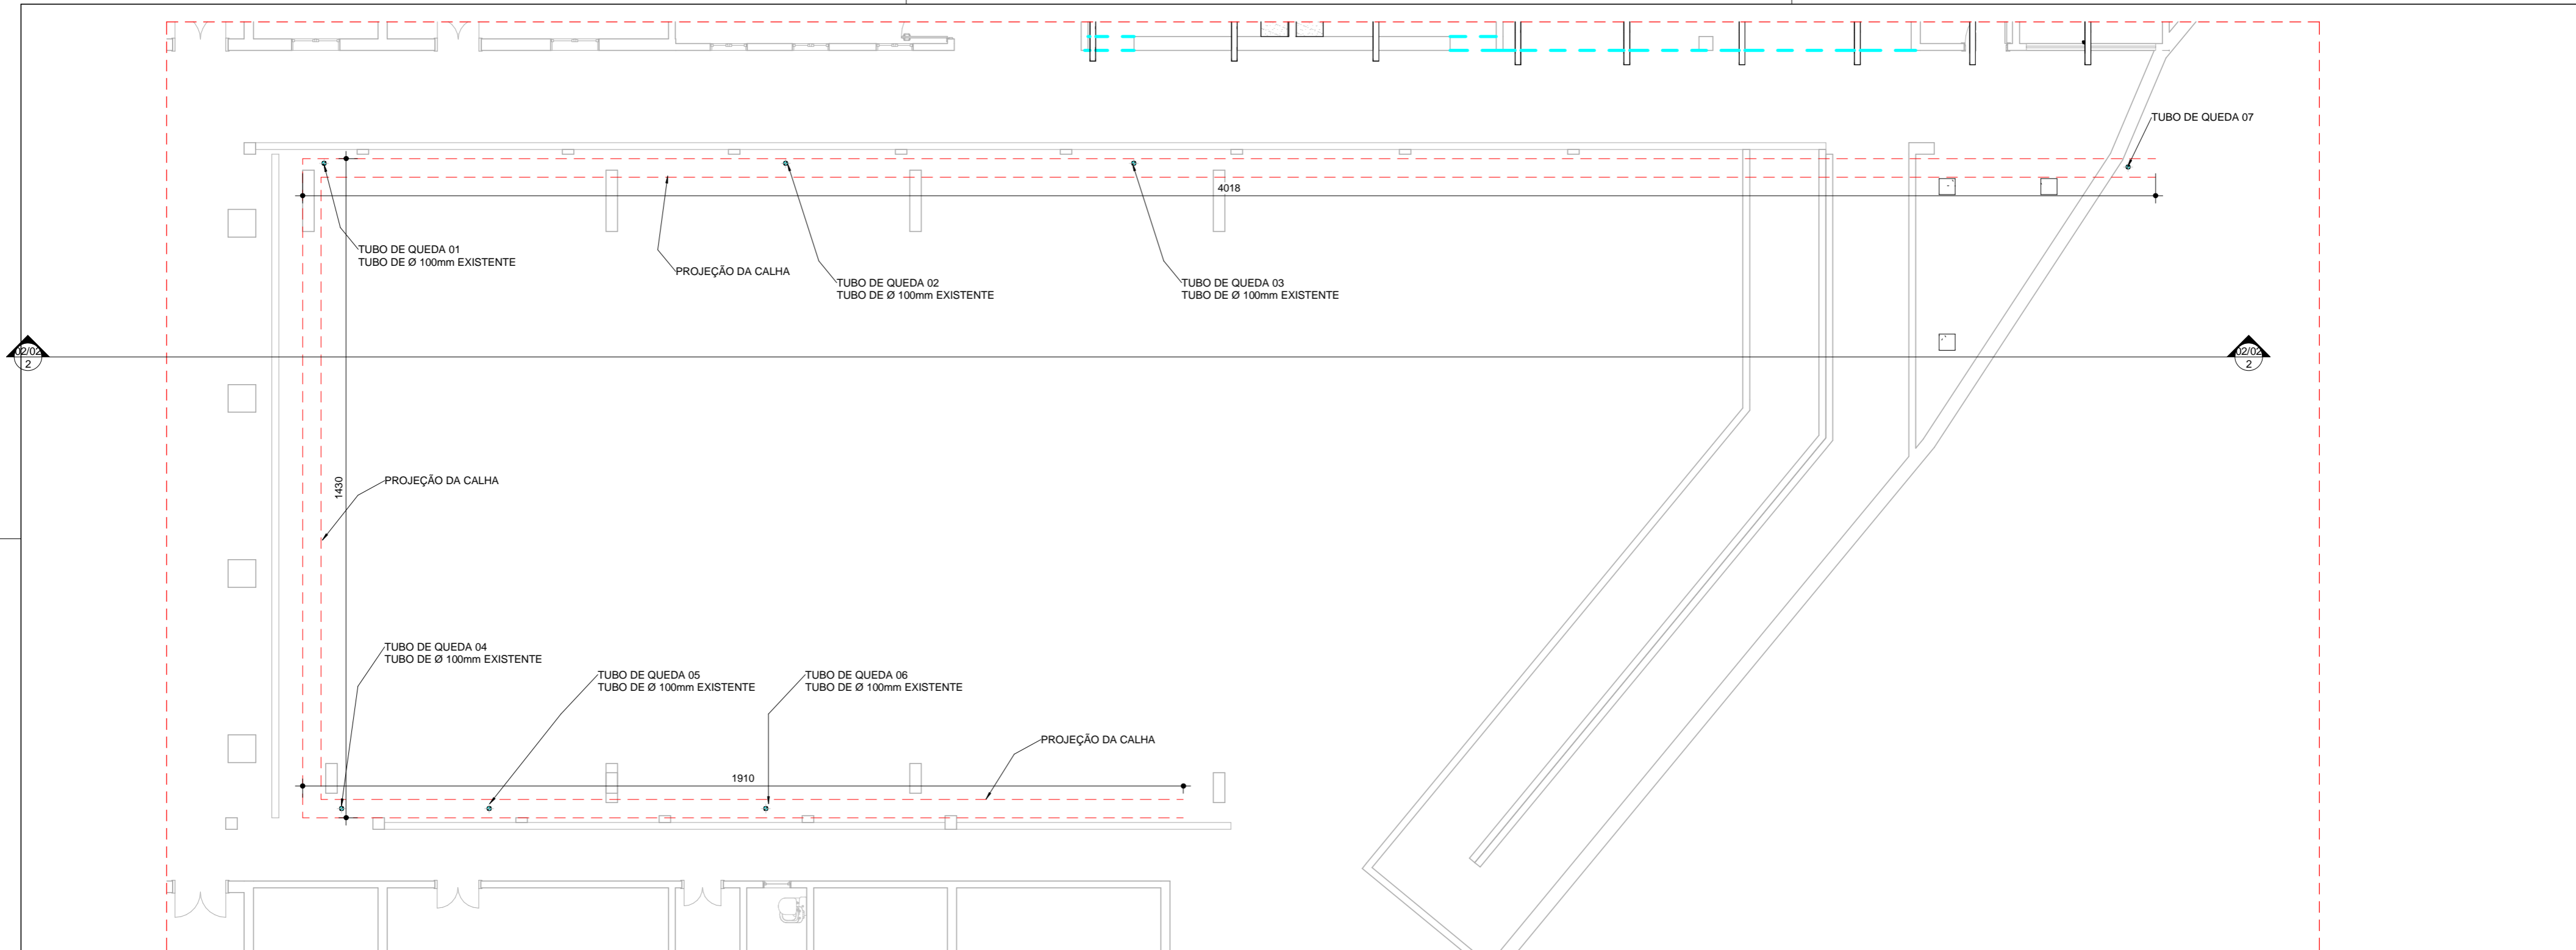 TUBO DE QUEDA 07
4018
TUBO DE QUEDA 01
TUBO DE Ø 100mm EXISTENTE
PROJEÇÃO DA CALHA
TUBO DE QUEDA 02
TUBO DE Ø 100mm EXISTENTE
TUBO DE QUEDA 03
TUBO DE Ø 100mm EXISTENTE
02/02
2
02/02
2
PROJEÇÃO DA CALHA
1430
TUBO DE QUEDA 04
TUBO DE Ø 100mm EXISTENTE
TUBO DE QUEDA 05
TUBO DE Ø 100mm EXISTENTE
TUBO DE QUEDA 06
TUBO DE Ø 100mm EXISTENTE
PROJEÇÃO DA CALHA
1910